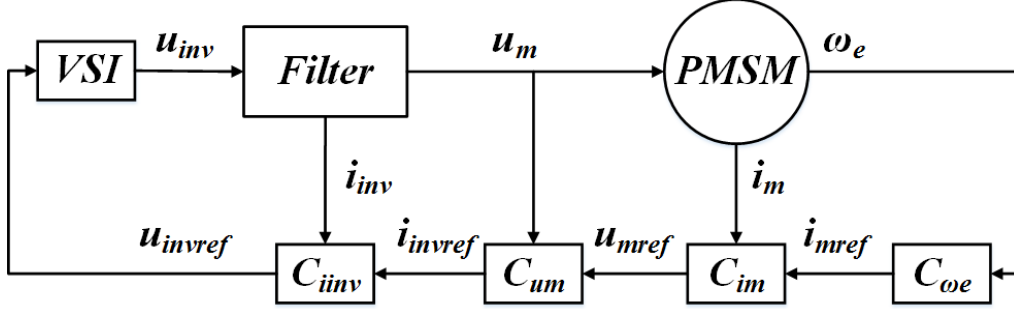 u_inv u_m ω_e
VSI Filter PMSM
i_inv i_m
u_invref i_invref u_mref i_mref
C_iinv C_um C_im C_ωe